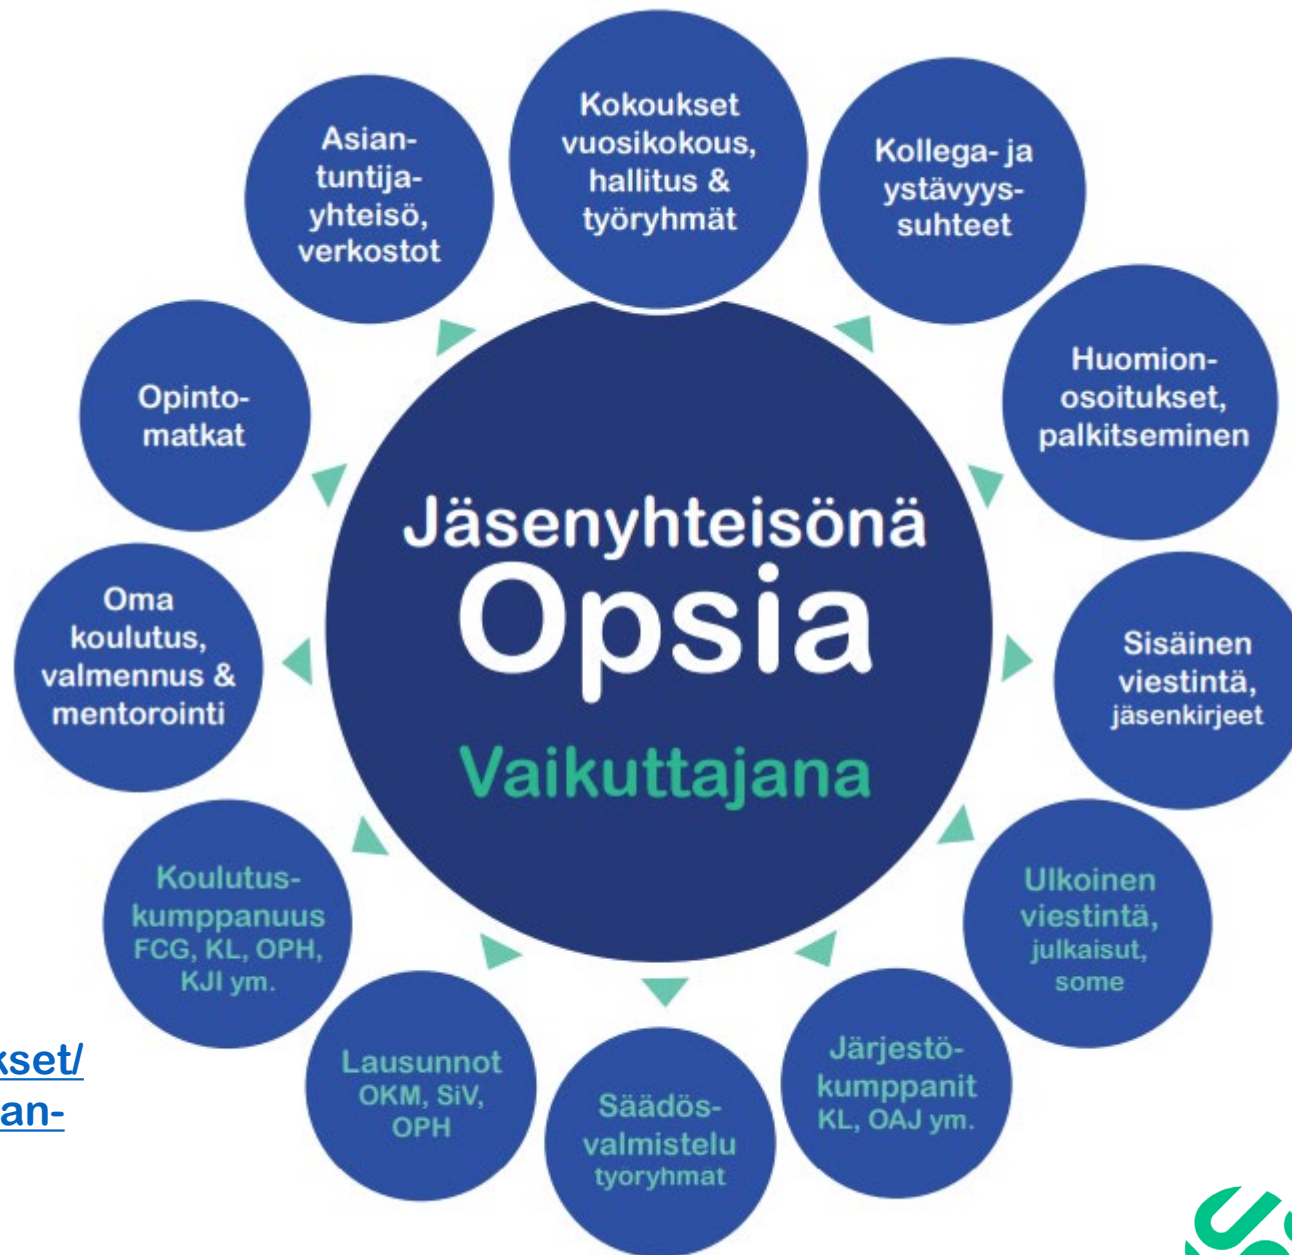 Kokoukset
vuosikokous,
hallitus &
työryhmät
Kollega- ja
ystävyys-
suhteet
Huomion-
osoitukset,
palkitseminen
Sisäinen
viestintä,
jäsenkirjeet
Ulkoinen
viestintä,
julkaisut,
some
Järjestö-
kumppanit
KL, OAJ ym.
Säädös-
valmistelu
tyoryhmat
Lausunnot
OKM, SiV,
OPH
Koulutus-
kumppanuus
FCG, KL, OPH,
KJI ym.
Oma
koulutus,
valmennus &
mentorointi
Opinto-
matkat
Asian-
tuntija-
yhteisö,
verkostot
Jäsenyhteisönä
Opsia
Vaikuttajana
kset/
an-